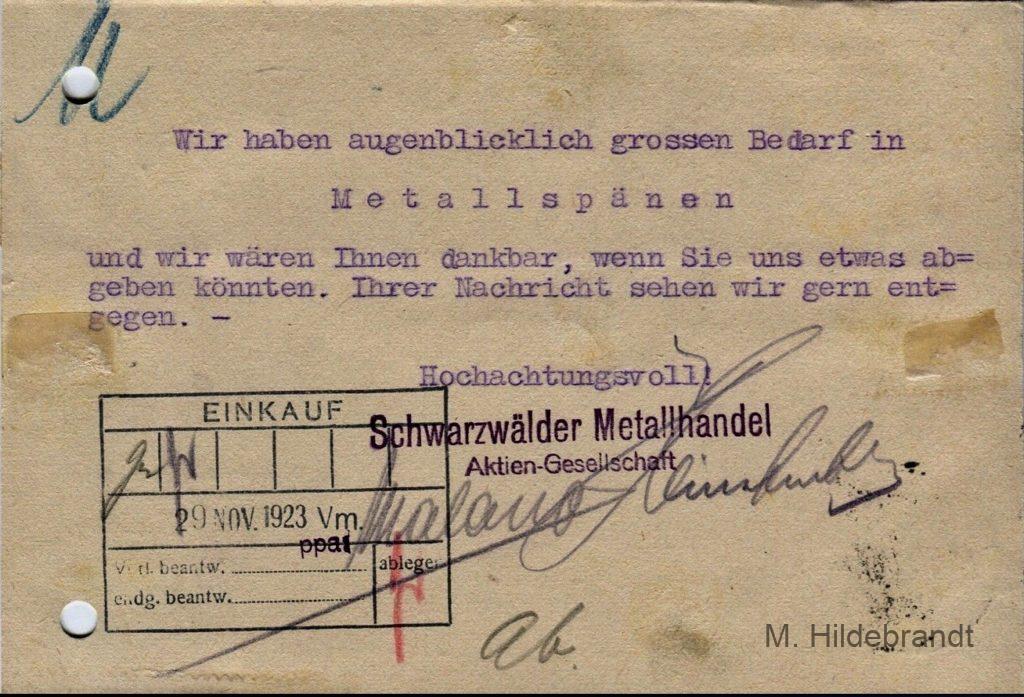 Wir haben augenblicklich grossen Bedarf in
Metallspänen
und wir wären Ihnen dankbar, wenn Sie uns etwas ab=
geben könnten. Ihrer Nachricht sehen wir gern ent=
gegen. –
Hochachtungsvoll!
Schwarzwälder Metallhandel
Aktien-Gesellschaft
ppa
EINKAUF
29 NOV. 1923 Vm.
beantw.
endg. beantw.
ablegen
ab.
M. Hildebrandt